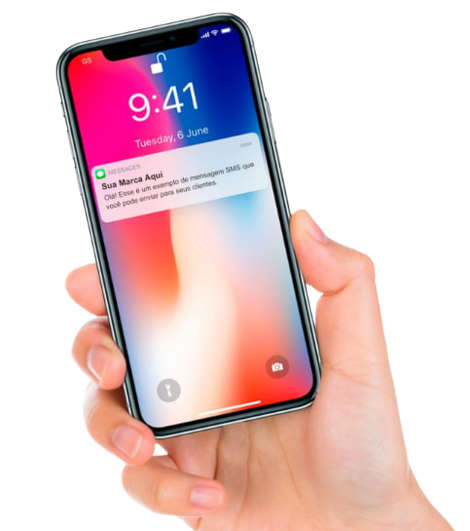 GS
9:41
Tuesday, 6 June
MESSAGES
now
Sua Marca Aqui
Olá! Esse é um exemplo de mensagem SMS que
você pode enviar para seus clientes.